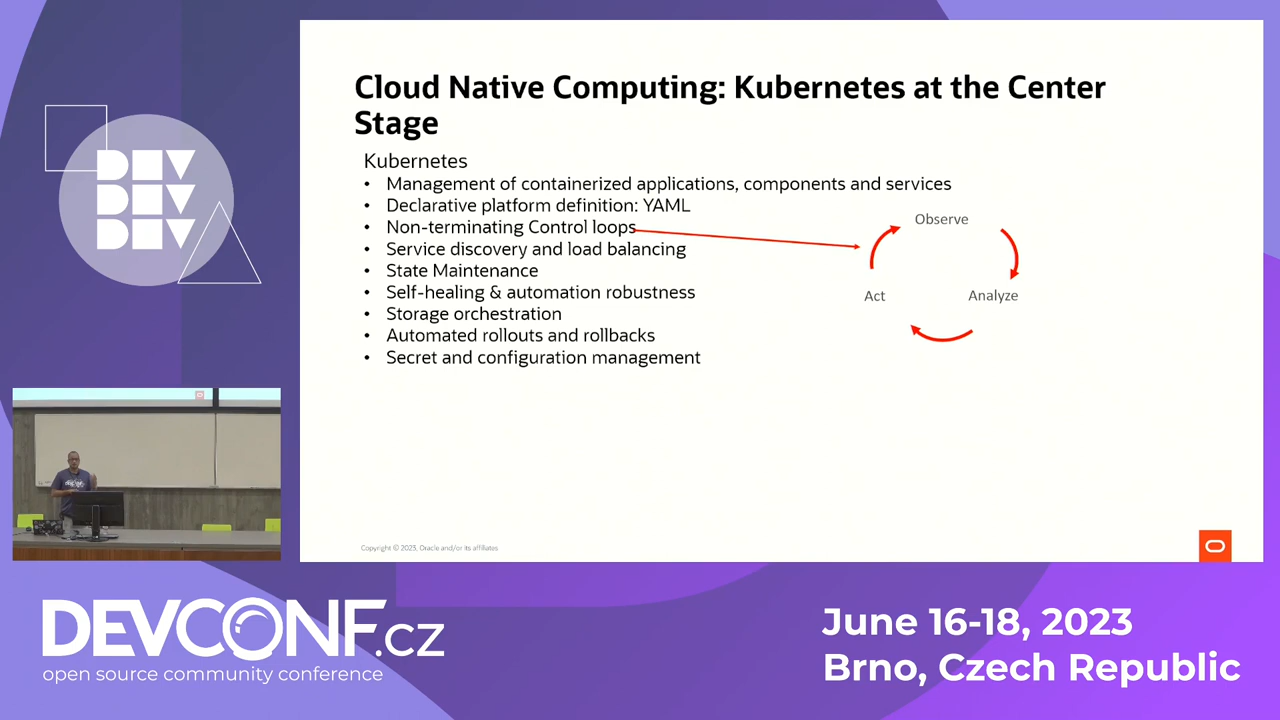 Cloud Native Computing: Kubernetes at the Center
Stage
Kubernetes
• Management of containerized applications, components and services
• Declarative platform definition: YAML
• Non-terminating Control loops
• Service discovery and load balancing
• State Maintenance
• Self-healing & automation robustness
• Storage orchestration
• Automated rollouts and rollbacks
• Secret and configuration management
Observe
Act
Analyze
Copyright © 2023, Oracle and/or its affiliates
DEV
DEV
DEV
DEVCONF.cz
open source community conference
June 16-18, 2023
Brno, Czech Republic